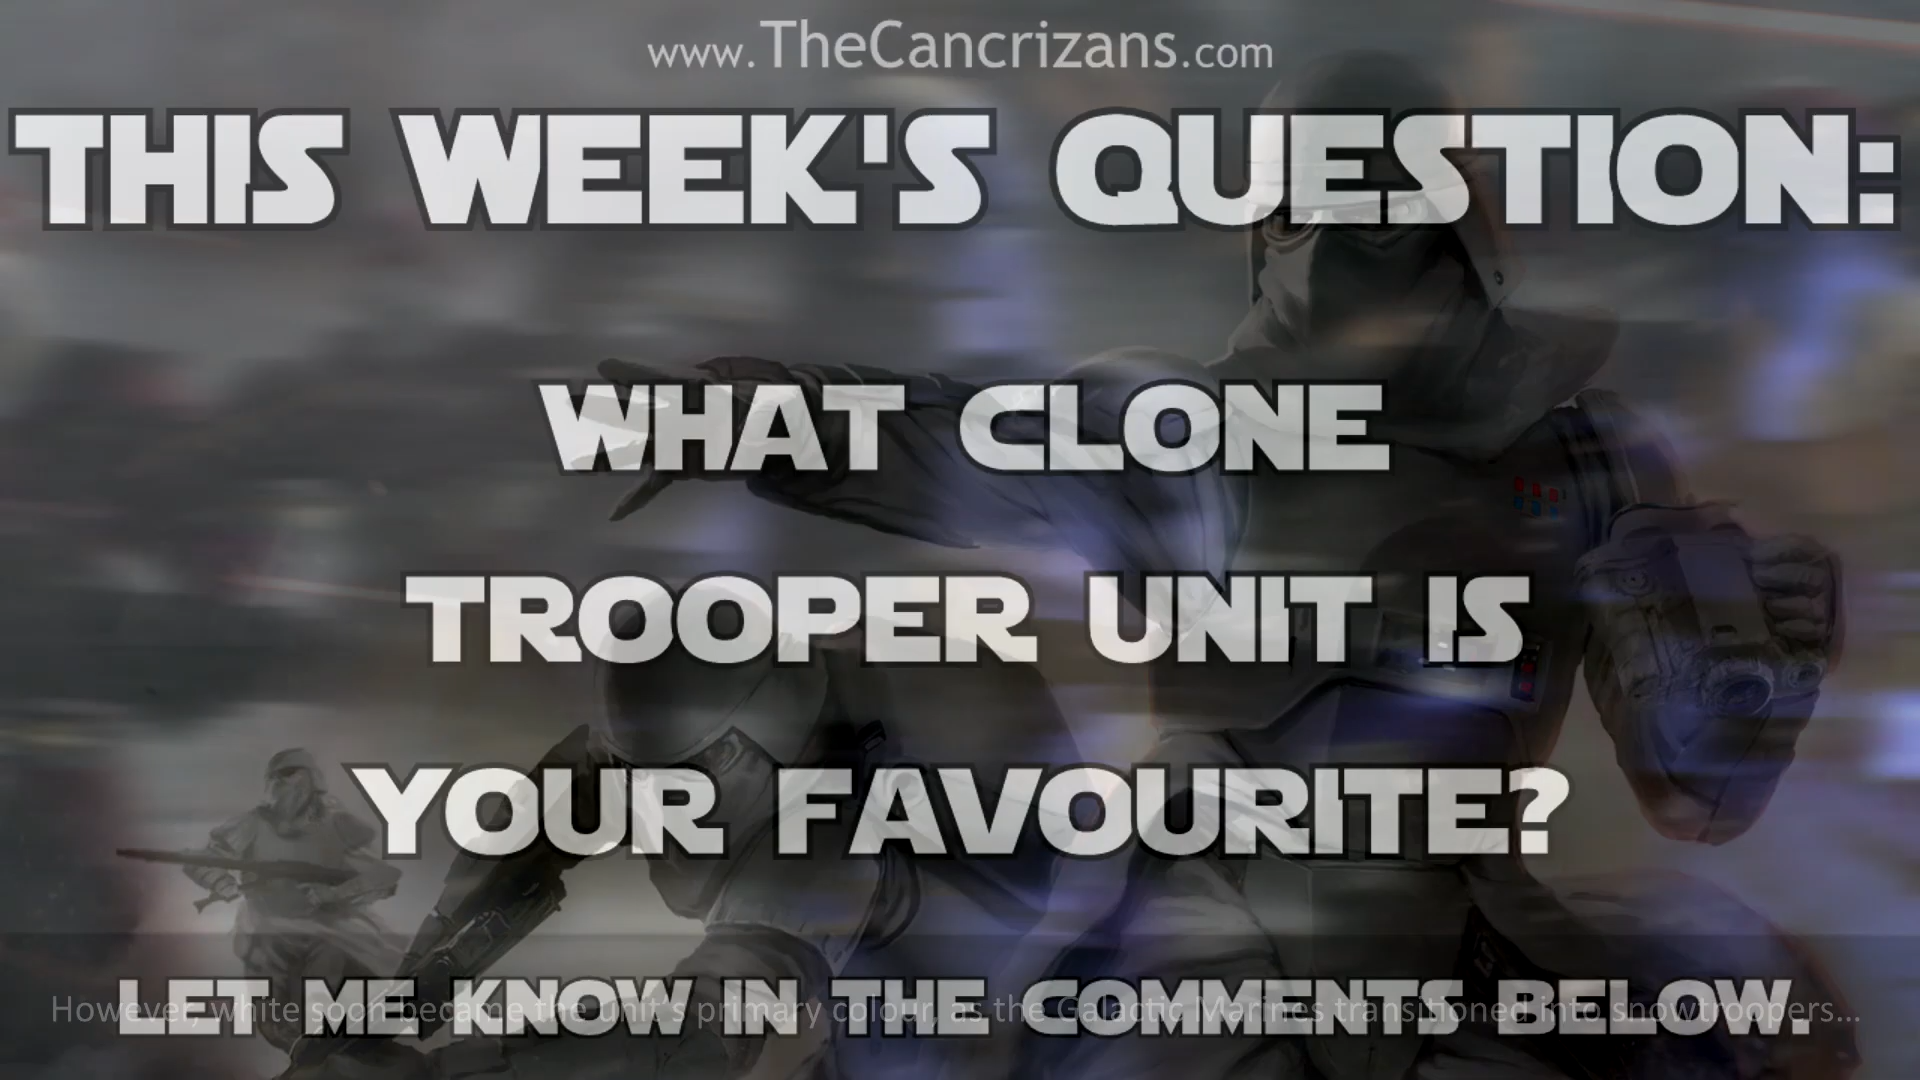 www.TheCancrizans.com
THIS WEEK'S QUESTION:
WHAT CLONE
TROOPER UNIT IS
YOUR FAVOURITE?
LET ME KNOW IN THE COMMENTS BELOW.
However, white soon became the unit's primary colour, as the Galactic Marines transitioned into snowtroopers...